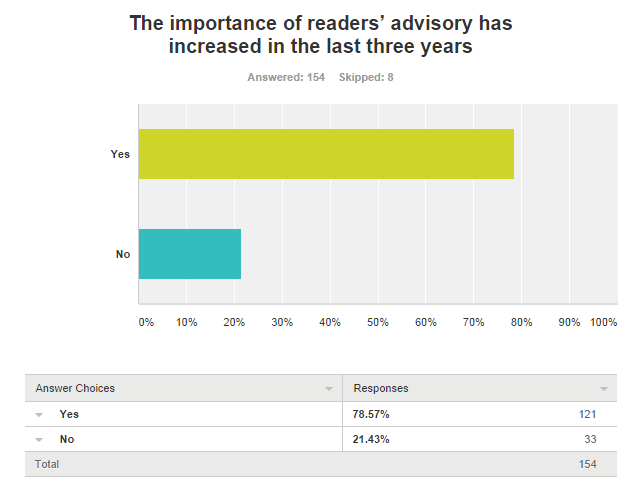 The importance of readers’ advisory has
increased in the last three years
Answered: 154 Skipped: 8
Yes
No
0% 10% 20% 30% 40% 50% 60% 70% 80% 90% 100%
Answer Choices Responses
Yes 78.57% 121
No 21.43% 33
Total 154